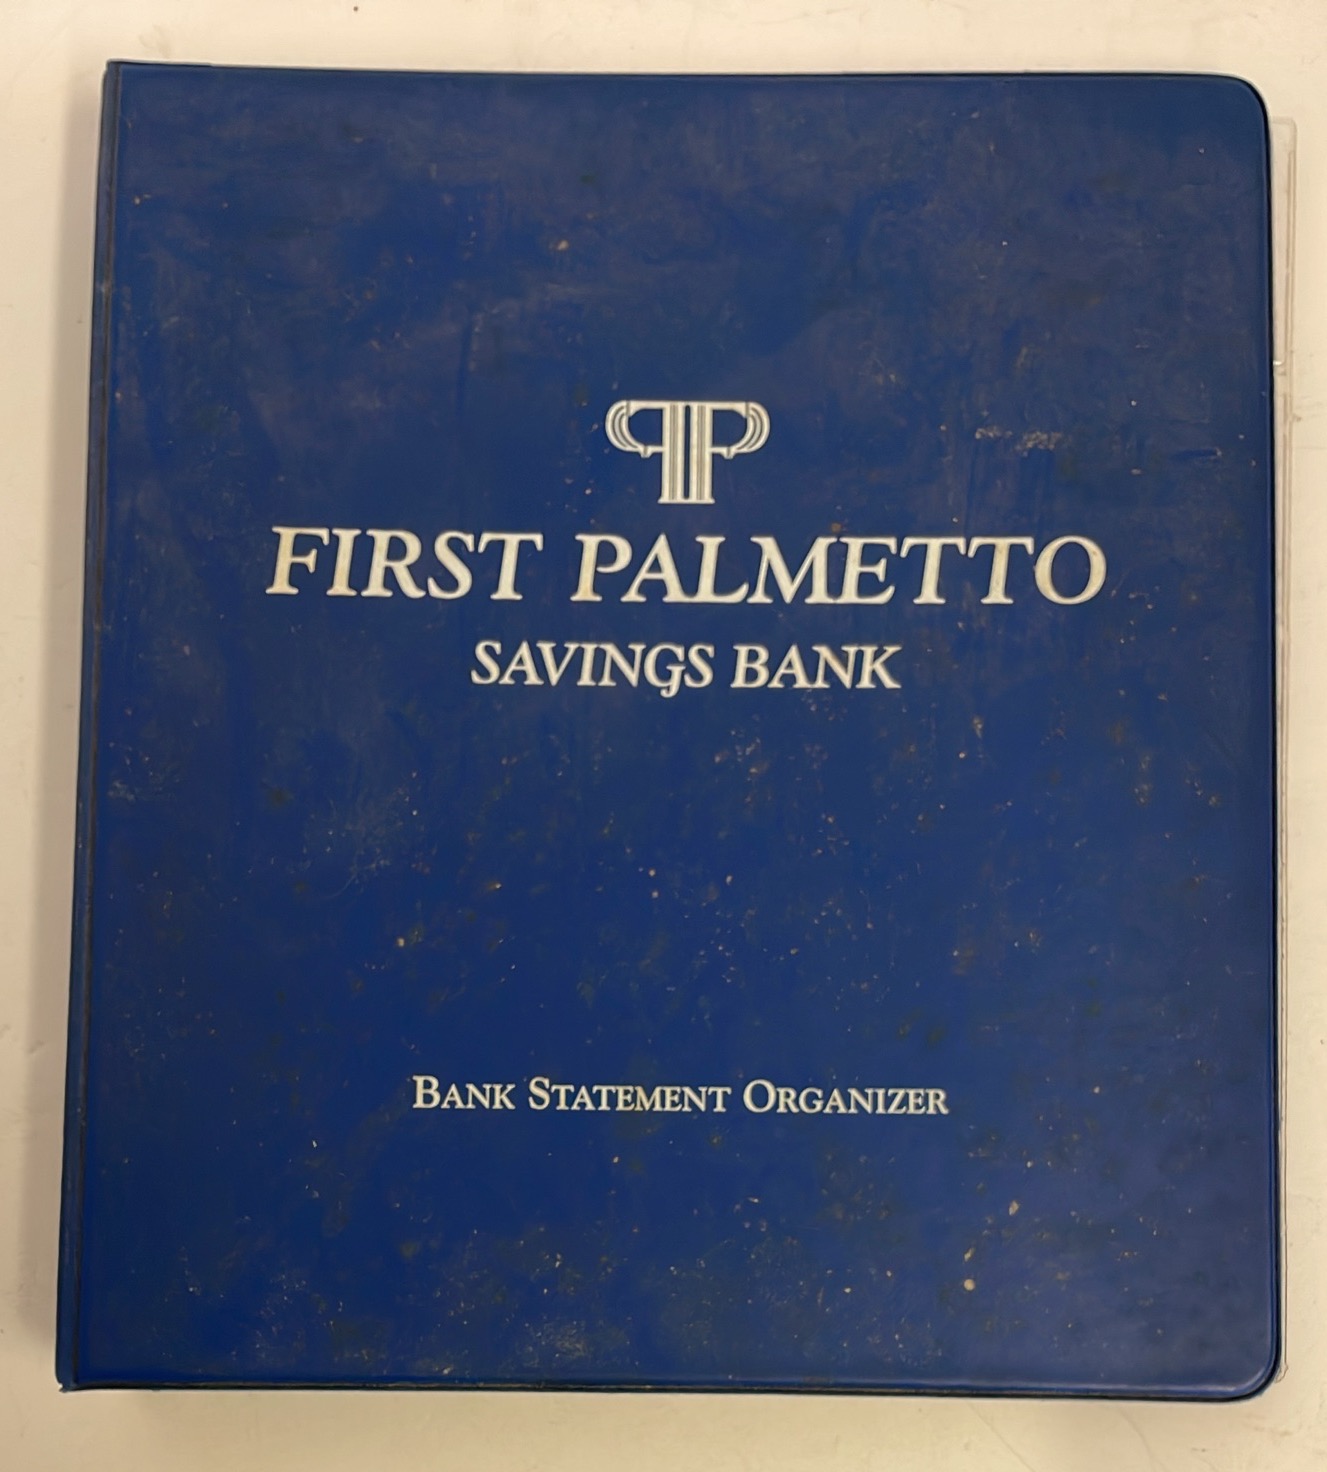 FIRST PALMETTO
SAVINGS BANK
BANK STATEMENT ORGANIZER